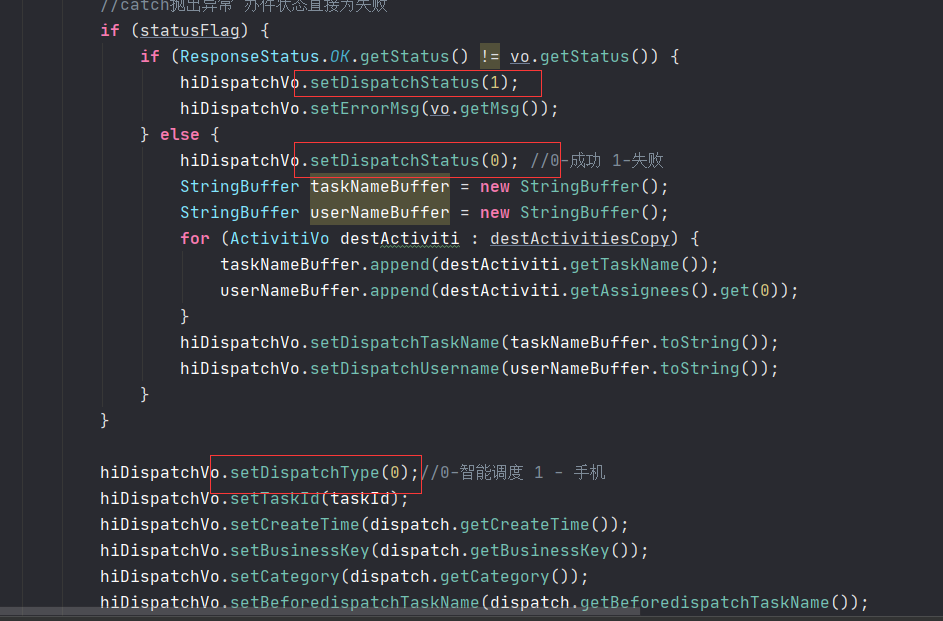 //catch抛出异常 办件状态直接为失败
if (statusFlag) {
if (ResponseStatus.OK.getStatus() != vo.getStatus()) {
hiDispatchVo.setDispatchStatus(1);
hiDispatchVo.setErrorMsg(vo.getMsg());
} else {
hiDispatchVo.setDispatchStatus(0); //0-成功 1-失败
StringBuffer taskNameBuffer = new StringBuffer();
StringBuffer userNameBuffer = new StringBuffer();
for (ActivitiVo destActiviti : destActivitiesCopy) {
taskNameBuffer.append(destActiviti.getTaskName());
userNameBuffer.append(destActiviti.getAssignees().get(0));
}
hiDispatchVo.setDispatchTaskName(taskNameBuffer.toString());
hiDispatchVo.setDispatchUsername(userNameBuffer.toString());
}
}
hiDispatchVo.setDispatchType(0);//0-智能调度 1 - 手机
hiDispatchVo.setTaskId(taskId);
hiDispatchVo.setCreateTime(dispatch.getCreateTime());
hiDispatchVo.setBusinessKey(dispatch.getBusinessKey());
hiDispatchVo.setCategory(dispatch.getCategory());
hiDispatchVo.setBeforedispatchTaskName(dispatch.getBeforedispatchTaskName());